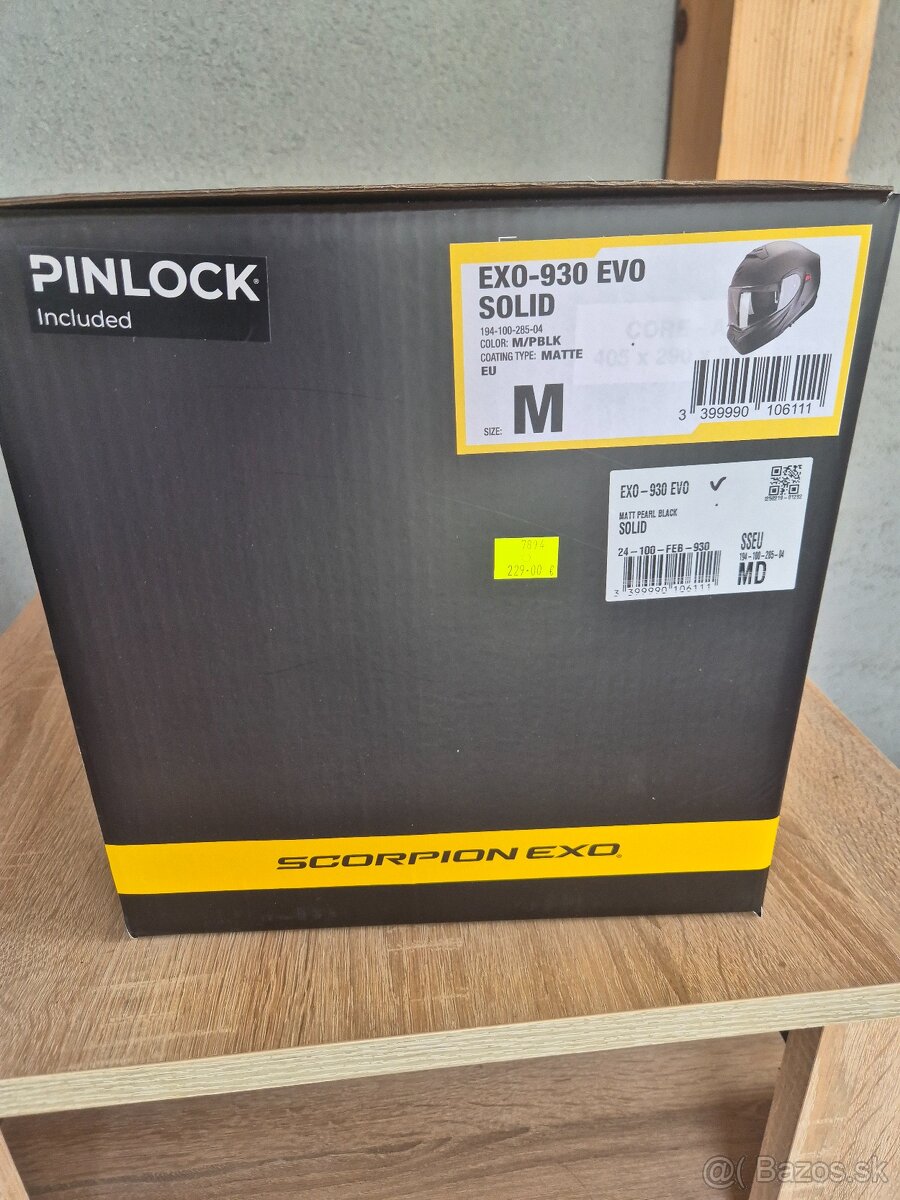 PINLOCK®
Included
EXO-930 EVO
SOLID
194-100-285-04
COLOR: M/PBLK
COATING TYPE: MATTE
EU
SIZE: M
3 399990 106111
EXO-930 EVO ✓
MATT PEARL BLACK
SOLID
24-100-FEB-930
3 399990 106111
SSEU
194-100-285-04
MD
229.00 €
SCORPION EXO®
@( Bazos.sk